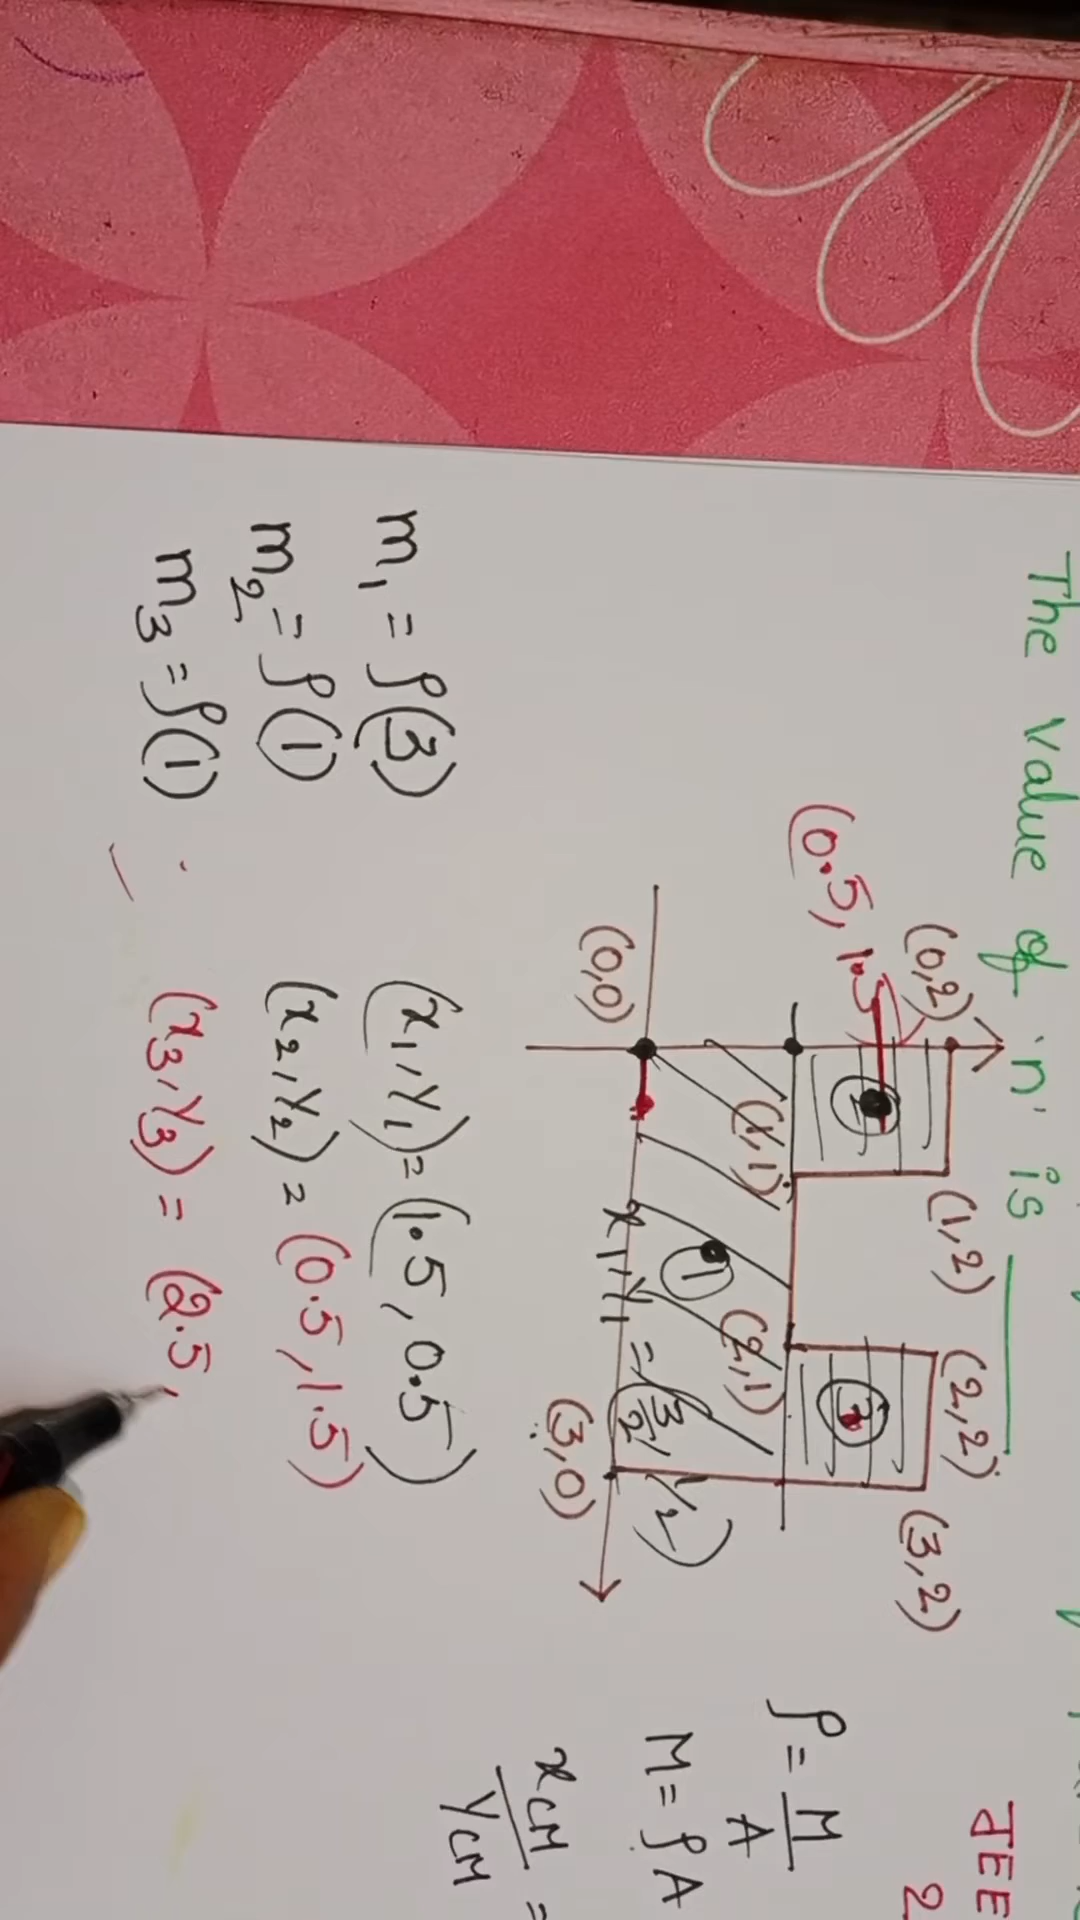 The value of 'n' is
JEE
2
(0,2)
(1,2)
(2,2)
(3,2)
(0.5, 1.5)
2
3
(1,1)
(2,1)
1
x₁,y₁ = (3/2, 1/2)
(0,0)
(3,0)
ρ = M/A
M = ρA
x_CM/y_CM =
m₁ = ρ(3) (x₁,y₁) = (1.5, 0.5)
m₂ = ρ(1) (x₂,y₂) = (0.5, 1.5)
m₃ = ρ(1) (x₃,y₃) = (2.5,